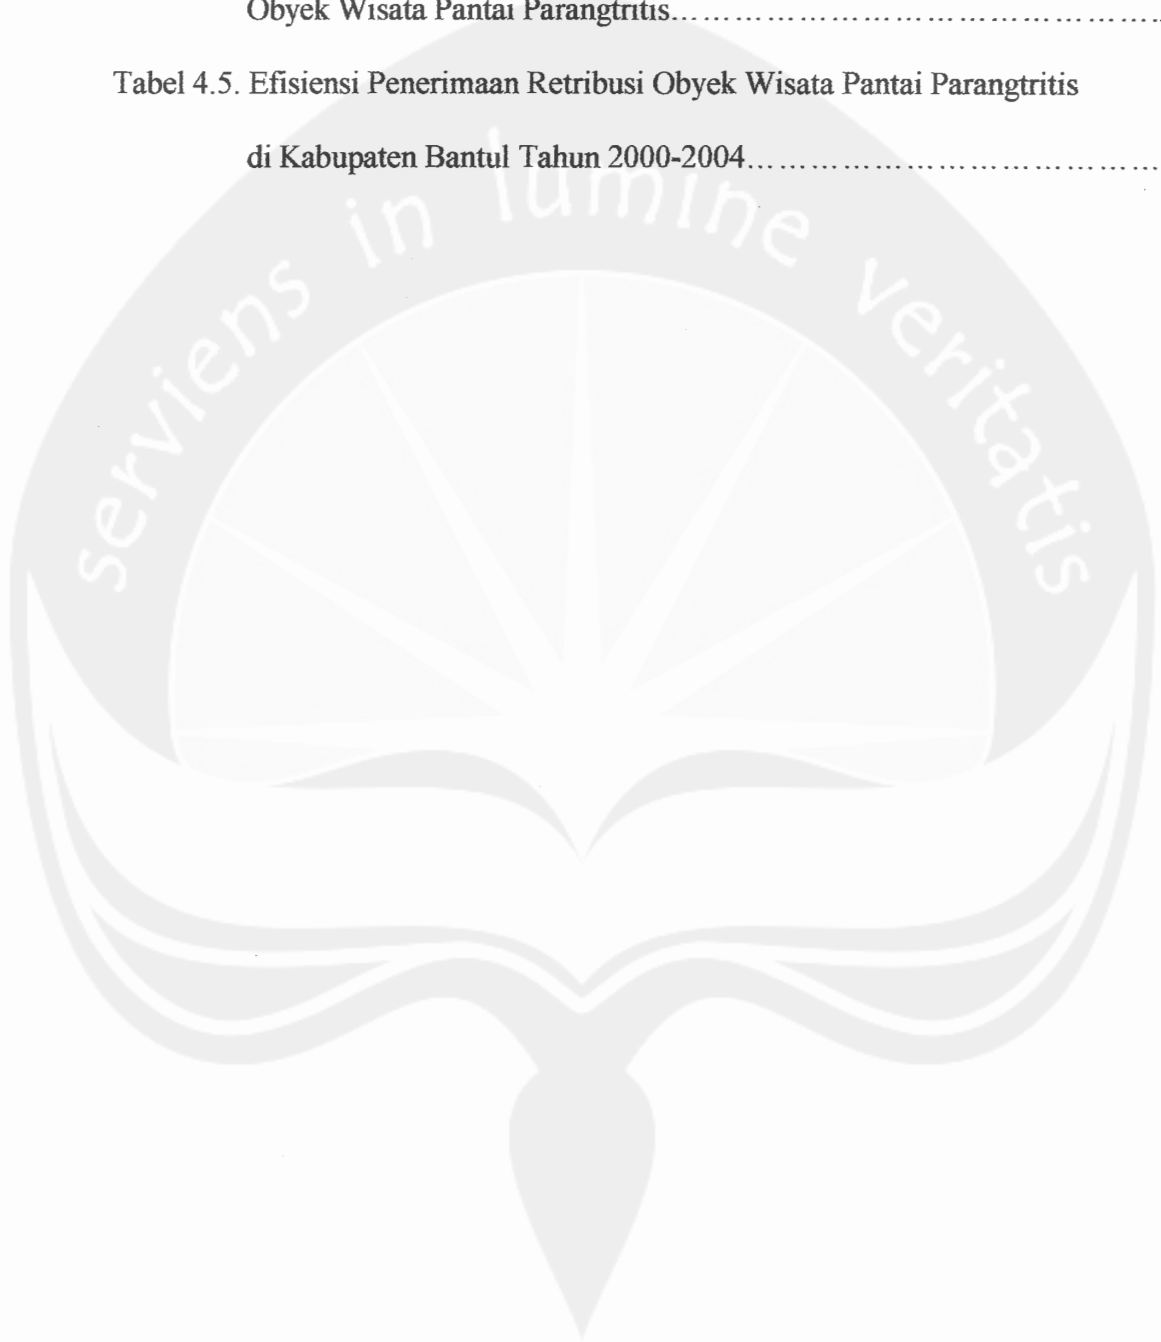 Obyek Wisata Pantai Parangtritis...............................................
Tabel 4.5. Efisiensi Penerimaan Retribusi Obyek Wisata Pantai Parangtritis
di Kabupaten Bantul Tahun 2000-2004.......................................
serviens in lumine veritatis